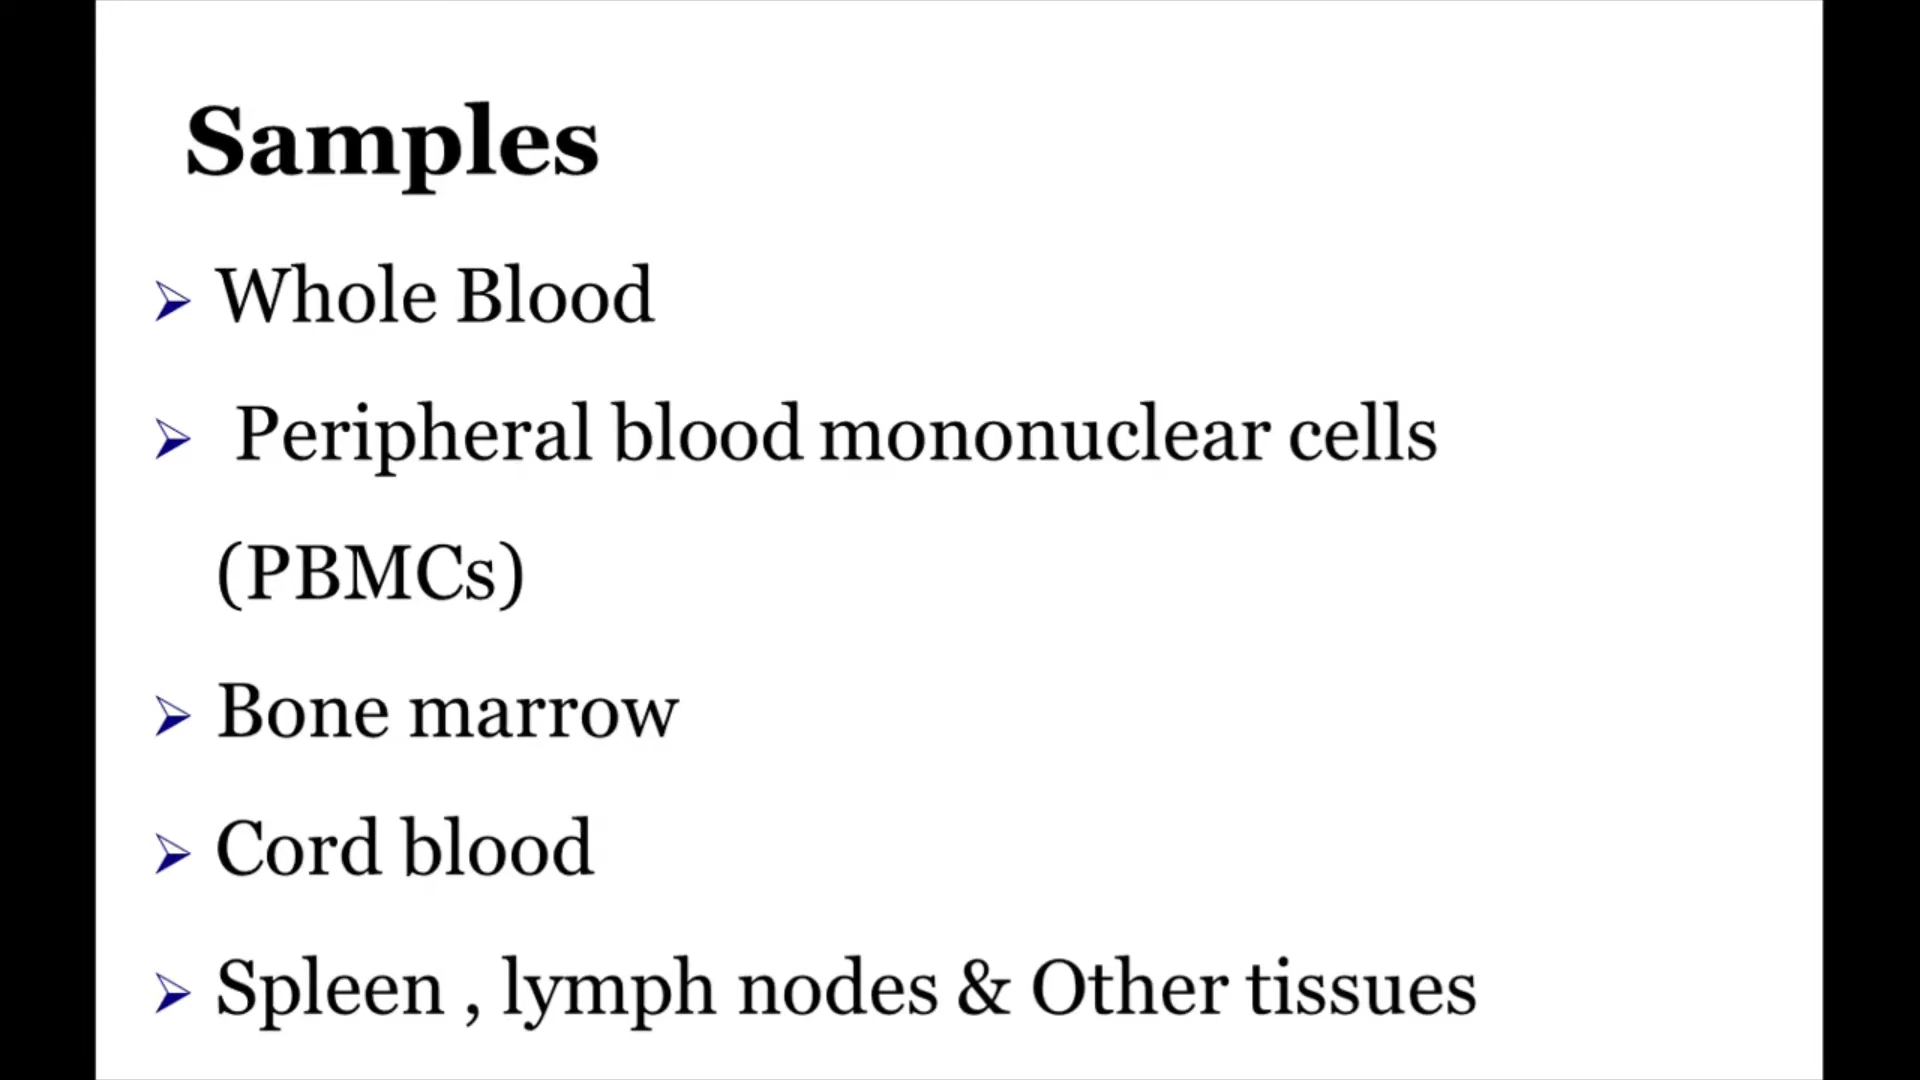 Samples
Whole Blood
Peripheral blood mononuclear cells
(PBMCs)
Bone marrow
Cord blood
Spleen , lymph nodes & Other tissues